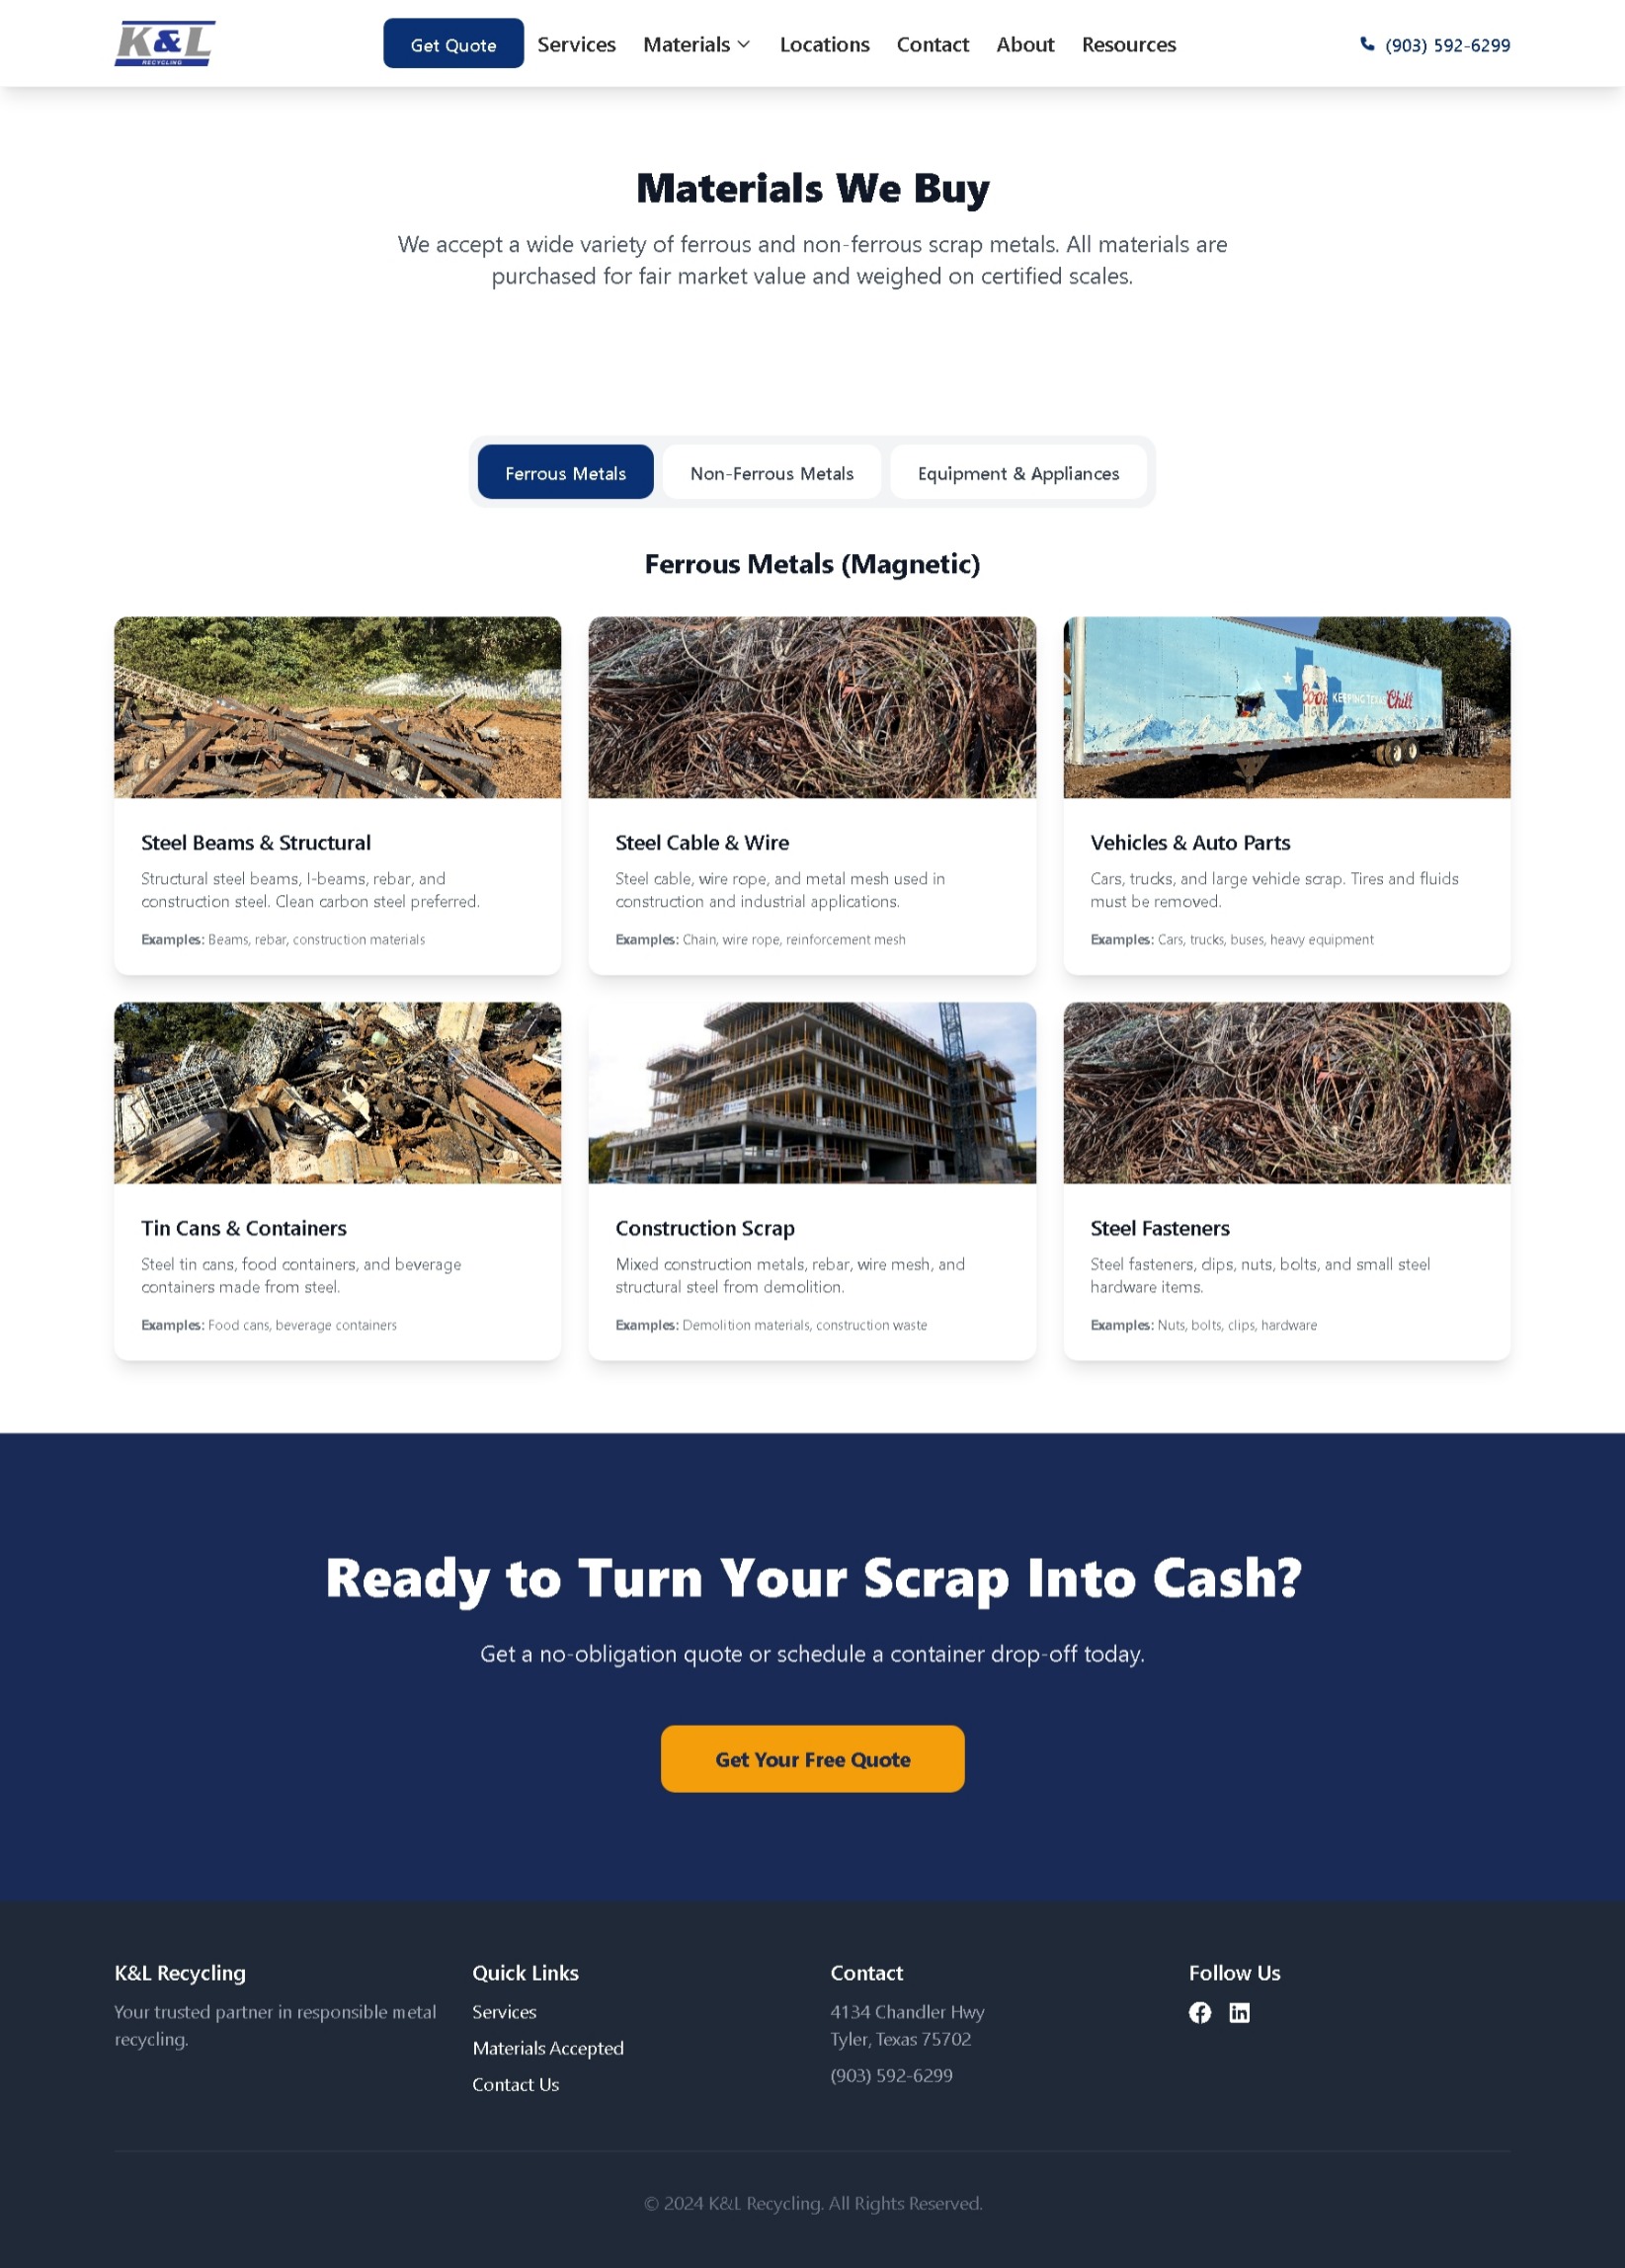 K&L
RECYCLING
Get Quote
Services
Materials
Locations
Contact
About
Resources
(903) 592-6299
Materials We Buy
We accept a wide variety of ferrous and non-ferrous scrap metals. All materials are
purchased for fair market value and weighed on certified scales.
Ferrous Metals
Non-Ferrous Metals
Equipment & Appliances
Ferrous Metals (Magnetic)
Coors
LIGHT
KEEPING TEXAS
Chill
Steel Beams & Structural
Structural steel beams, I-beams, rebar, and
construction steel. Clean carbon steel preferred.
Examples: Beams, rebar, construction materials
Steel Cable & Wire
Steel cable, wire rope, and metal mesh used in
construction and industrial applications.
Examples: Chain, wire rope, reinforcement mesh
Vehicles & Auto Parts
Cars, trucks, and large vehicle scrap. Tires and fluids
must be removed.
Examples: Cars, trucks, buses, heavy equipment
Tin Cans & Containers
Steel tin cans, food containers, and beverage
containers made from steel.
Examples: Food cans, beverage containers
Construction Scrap
Mixed construction metals, rebar, wire mesh, and
structural steel from demolition.
Examples: Demolition materials, construction waste
Steel Fasteners
Steel fasteners, clips, nuts, bolts, and small steel
hardware items.
Examples: Nuts, bolts, clips, hardware
Ready to Turn Your Scrap Into Cash?
Get a no-obligation quote or schedule a container drop-off today.
Get Your Free Quote
K&L Recycling
Your trusted partner in responsible metal
recycling.
Quick Links
Services
Materials Accepted
Contact Us
Contact
4134 Chandler Hwy
Tyler, Texas 75702
(903) 592-6299
Follow Us
© 2024 K&L Recycling. All Rights Reserved.